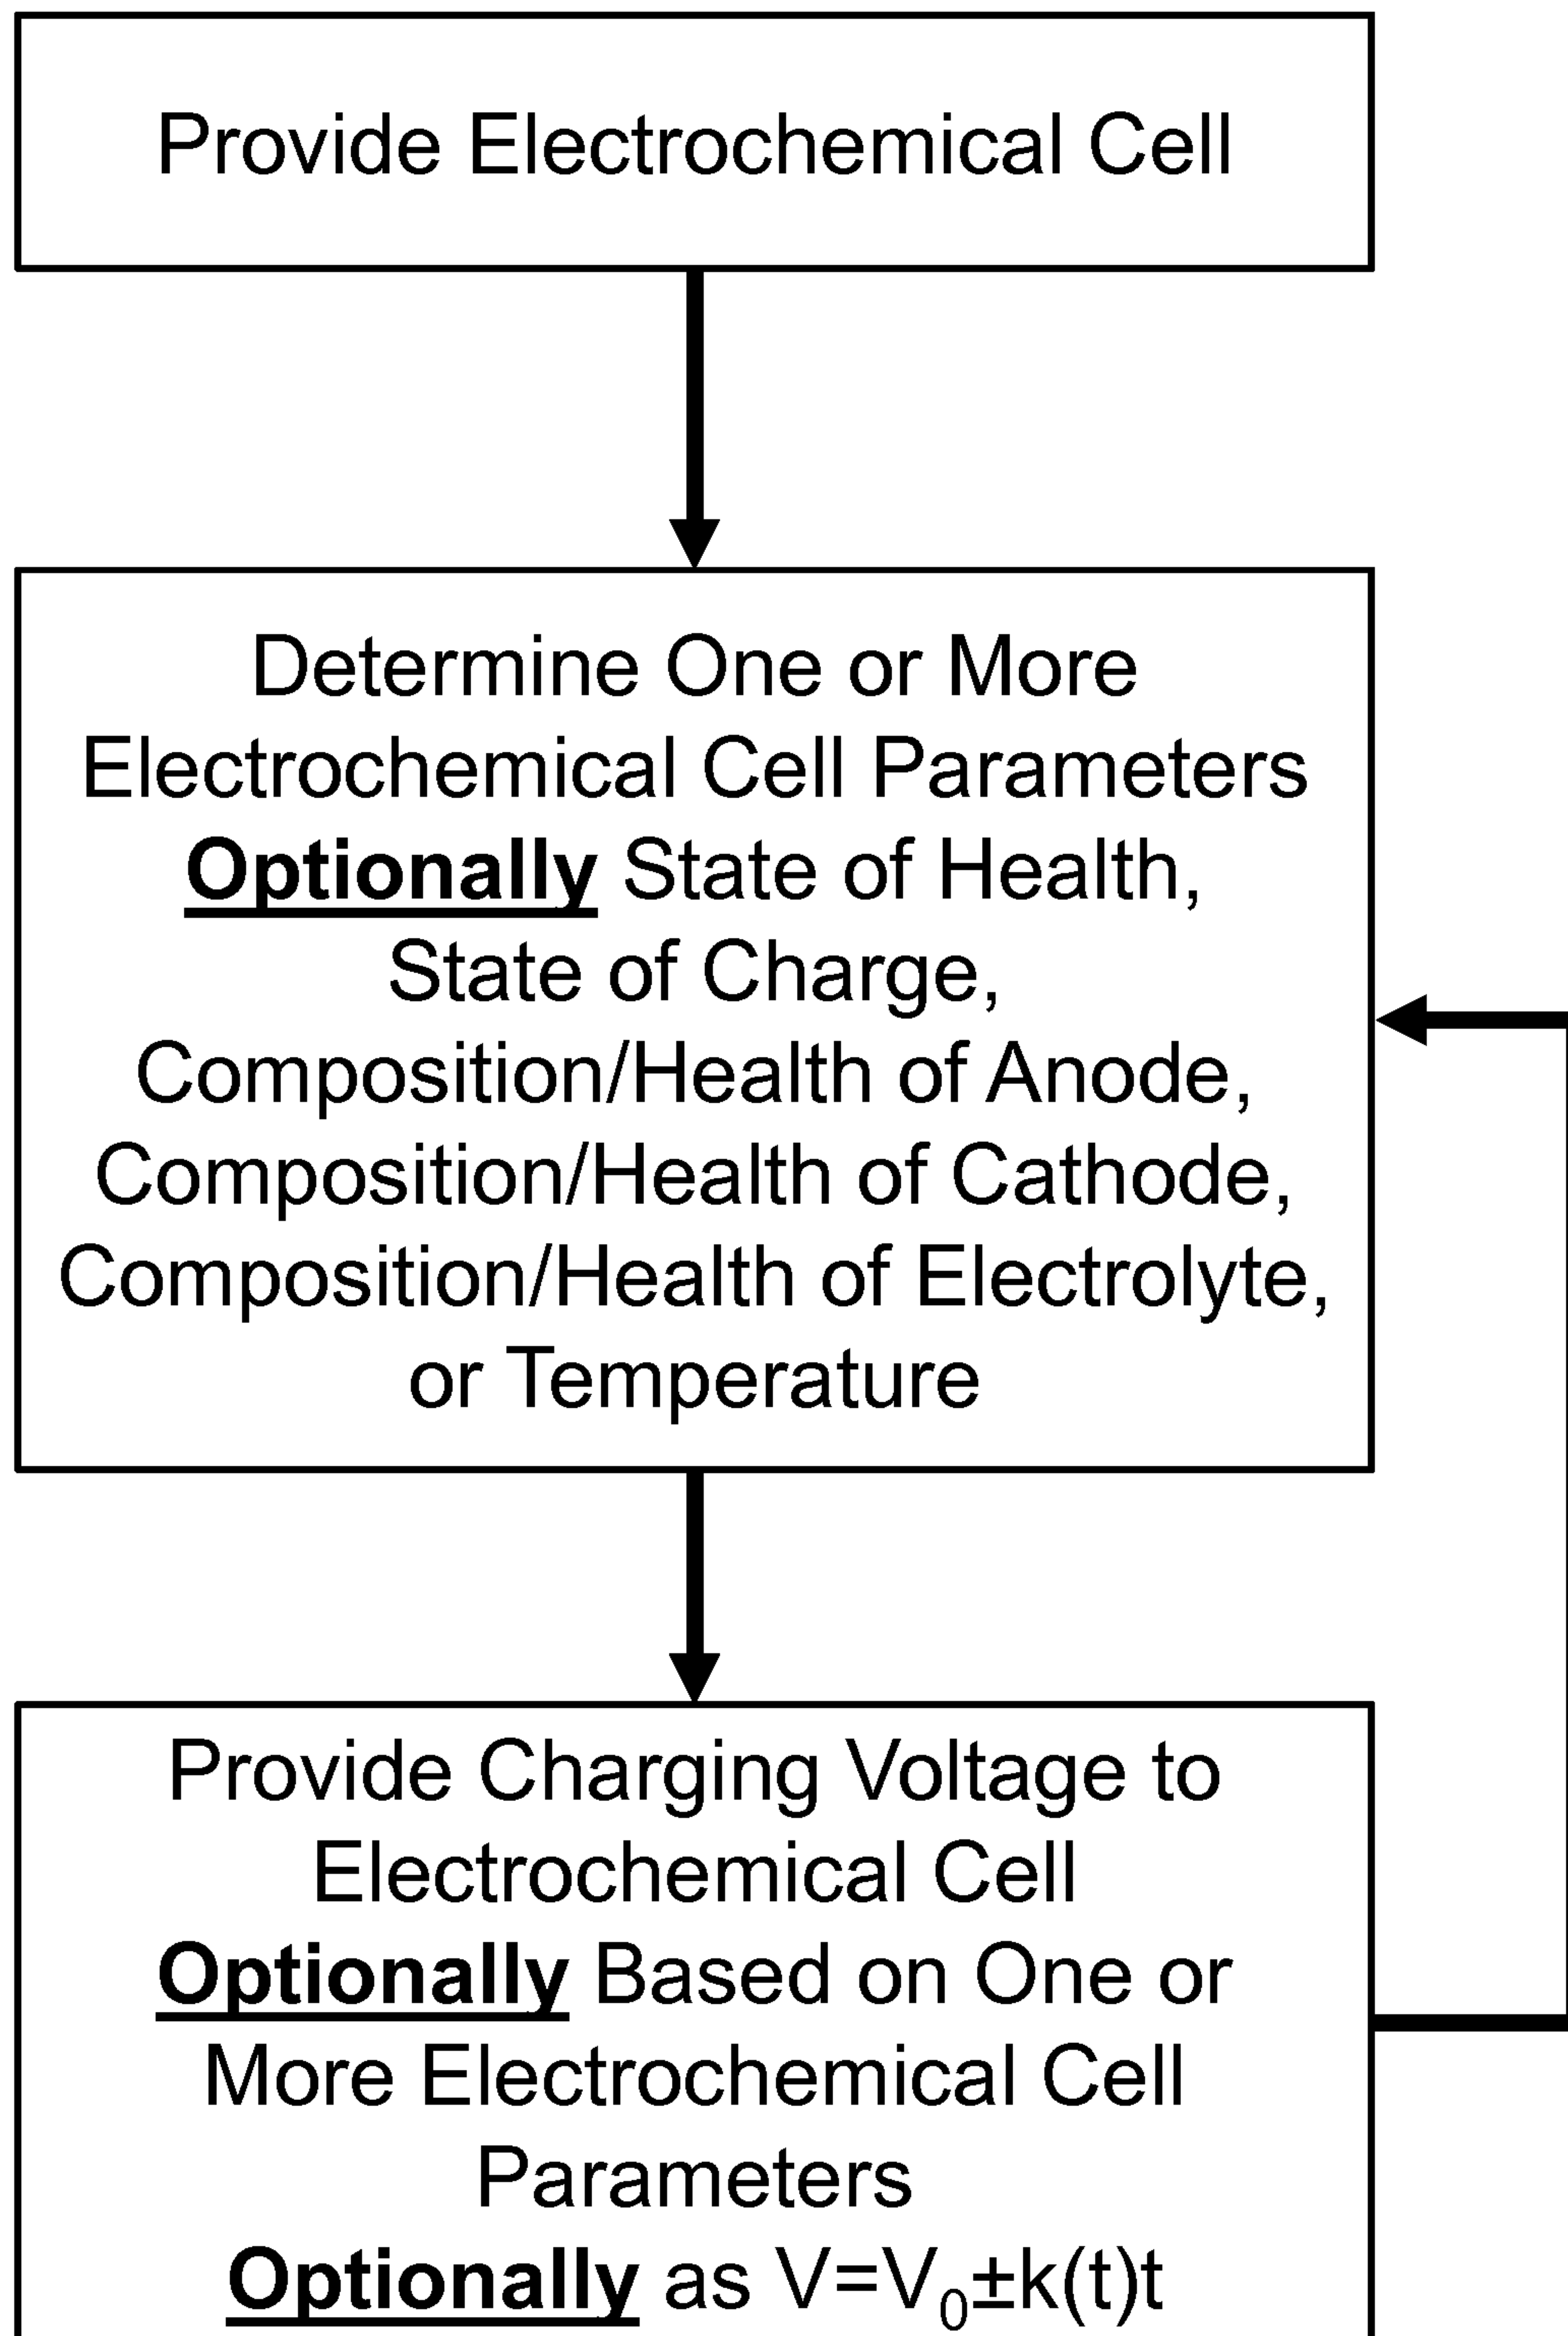 Provide Electrochemical Cell
Determine One or More
Electrochemical Cell Parameters
Optionally State of Health,
State of Charge,
Composition/Health of Anode,
Composition/Health of Cathode,
Composition/Health of Electrolyte,
or Temperature
Provide Charging Voltage to
Electrochemical Cell
Optionally Based on One or
More Electrochemical Cell
Parameters
Optionally as V=V₀±k(t)t